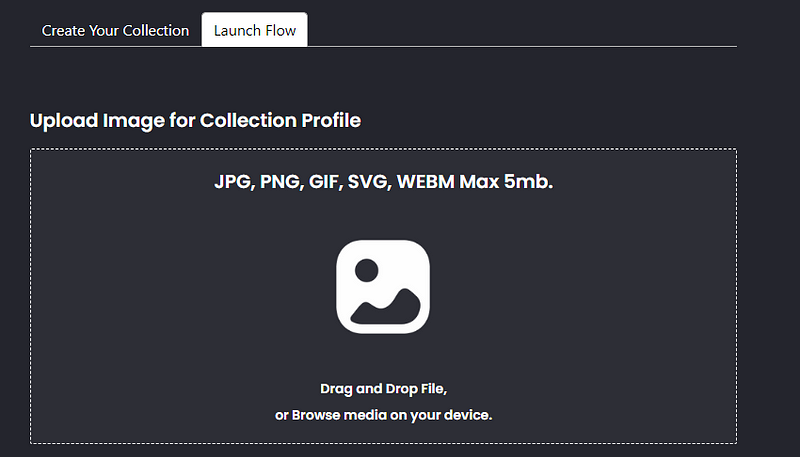 Create Your Collection Launch Flow
Upload Image for Collection Profile
JPG, PNG, GIF, SVG, WEBM Max 5mb.
Drag and Drop File,
or Browse media on your device.